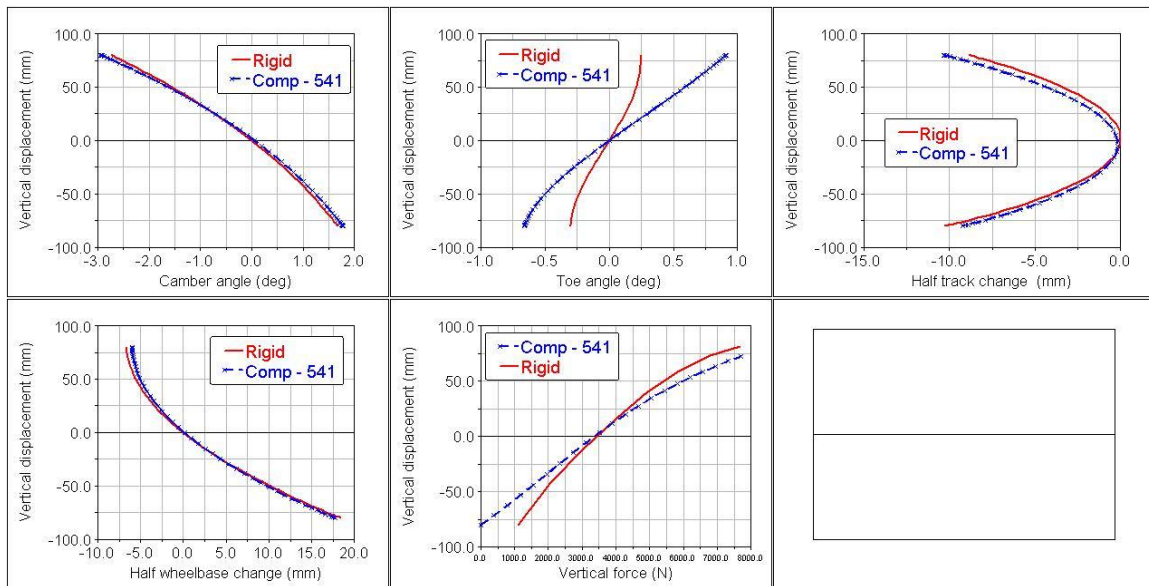 100.0
50.0
0.0
-50.0
-100.0
Vertical displacement (mm)
Rigid
Comp - 541
-3.0 -2.0 -1.0 0.0 1.0 2.0
Camber angle (deg)
100.0
50.0
0.0
-50.0
-100.0
Vertical displacement (mm)
Rigid
Comp - 541
-1.0 -0.5 0.0 0.5 1.0
Toe angle (deg)
100.0
50.0
0.0
-50.0
-100.0
Vertical displacement (mm)
Rigid
Comp - 541
-15.0 -10.0 -5.0 0.0
Half track change (mm)
100.0
50.0
0.0
-50.0
-100.0
Vertical displacement (mm)
Rigid
Comp - 541
-10.0 -5.0 0.0 5.0 10.0 15.0 20.0
Half wheelbase change (mm)
100.0
50.0
0.0
-50.0
-100.0
Vertical displacement (mm)
Comp - 541
Rigid
0.0 1000.0 2000.0 3000.0 4000.0 5000.0 6000.0 7000.0 8000.0
Vertical force (N)